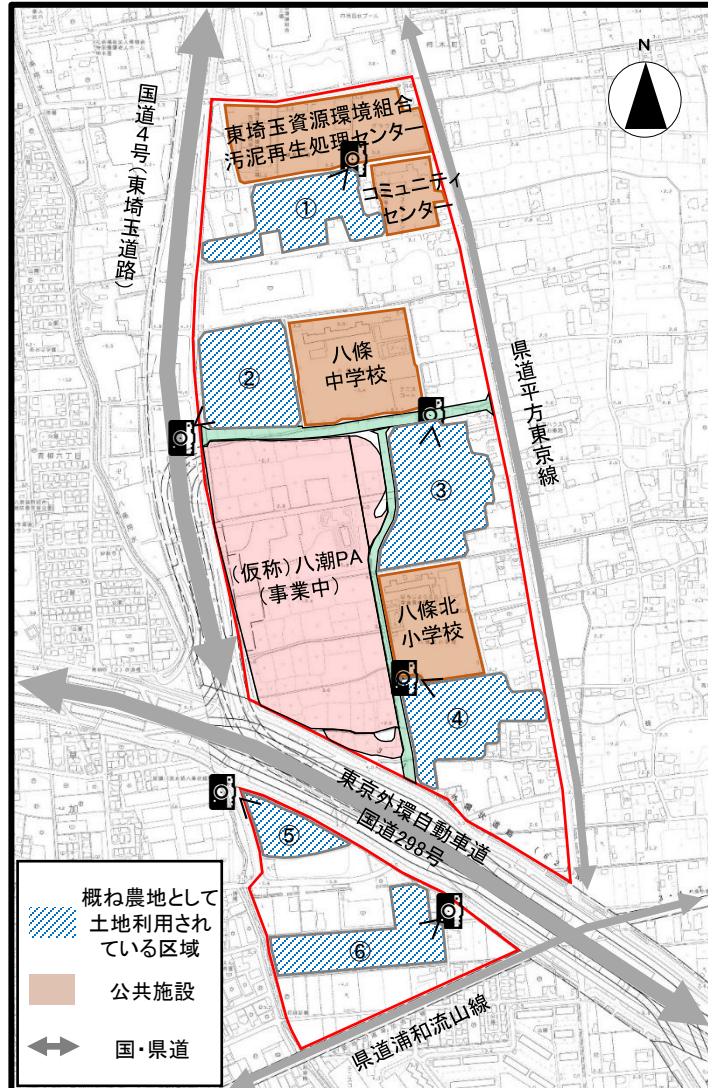 N
国道4号(東埼玉道路)
東埼玉資源環境組合
汚泥再生処理センター
コミュニティ
センター
①
八條
中学校
②
県道平方東京線
③
(仮称)八潮PA
(事業中)
八條北
小学校
④
東京外環自動車道
国道298号
⑤
⑥
県道浦和流山線
概ね農地として
土地利用され
ている区域
公共施設
国・県道